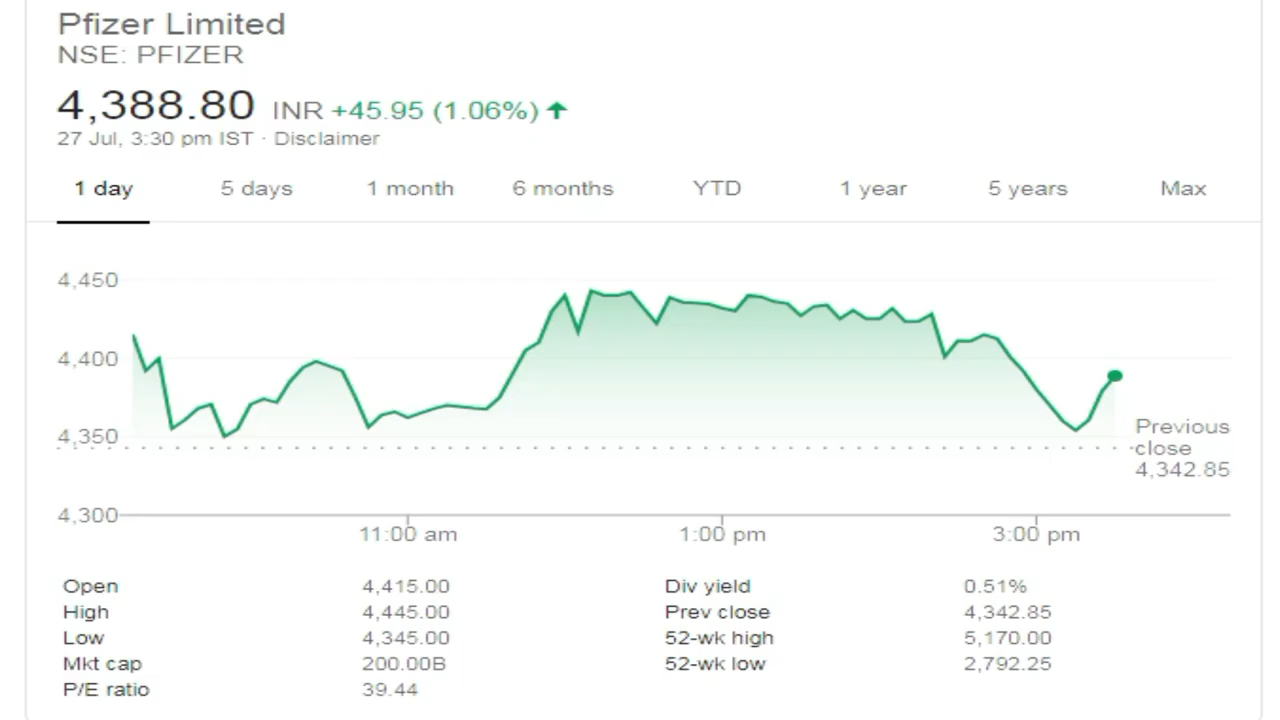 Pfizer Limited
NSE: PFIZER
4,388.80 INR +45.95 (1.06%) ↑
27 Jul, 3:30 pm IST · Disclaimer
1 day 5 days 1 month 6 months YTD 1 year 5 years Max
4,450
4,400
4,350
4,300
Previous
close
4,342.85
11:00 am 1:00 pm 3:00 pm
Open 4,415.00 Div yield 0.51%
High 4,445.00 Prev close 4,342.85
Low 4,345.00 52-wk high 5,170.00
Mkt cap 200.00B 52-wk low 2,792.25
P/E ratio 39.44